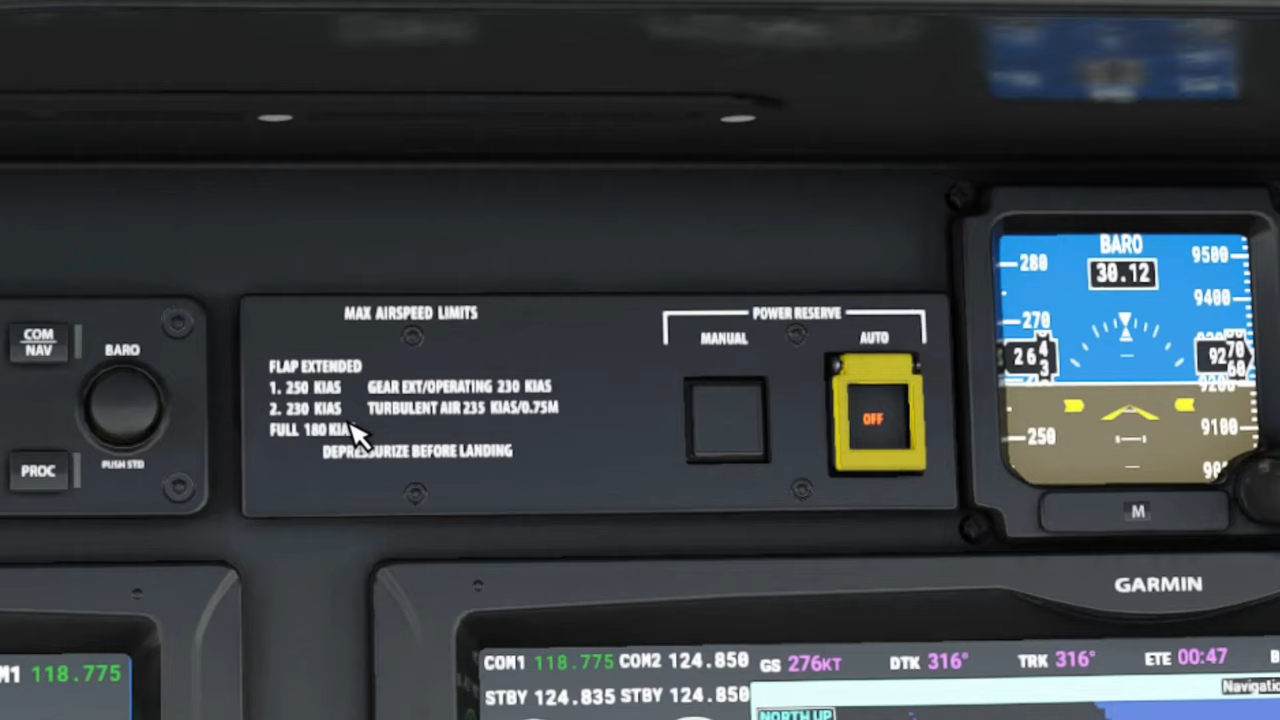 COM
NAV
BARO
PUSH STD
PROC
MAX AIRSPEED LIMITS
FLAP EXTENDED
1. 250 KIAS GEAR EXT/OPERATING 230 KIAS
2. 230 KIAS TURBULENT AIR 235 KIAS/0.75M
FULL 180
DEPRESSURIZE BEFORE LANDING
POWER RESERVE
MANUAL AUTO
OFF
BARO
30.12
280
270
250
9500
9400
9200
9100
M
GARMIN
118.775
COM1 118.775 COM2 124.850
STBY 124.835 STBY 124.850
GS 276KT DTK 316° TRK 316° ETE 00:47
NORTH UP